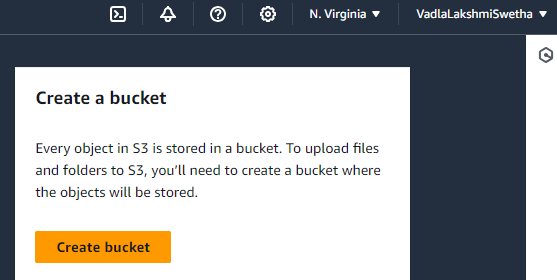 N. Virginia VadlaLakshmiSwetha
Create a bucket
Every object in S3 is stored in a bucket. To upload files
and folders to S3, you’ll need to create a bucket where
the objects will be stored.
Create bucket